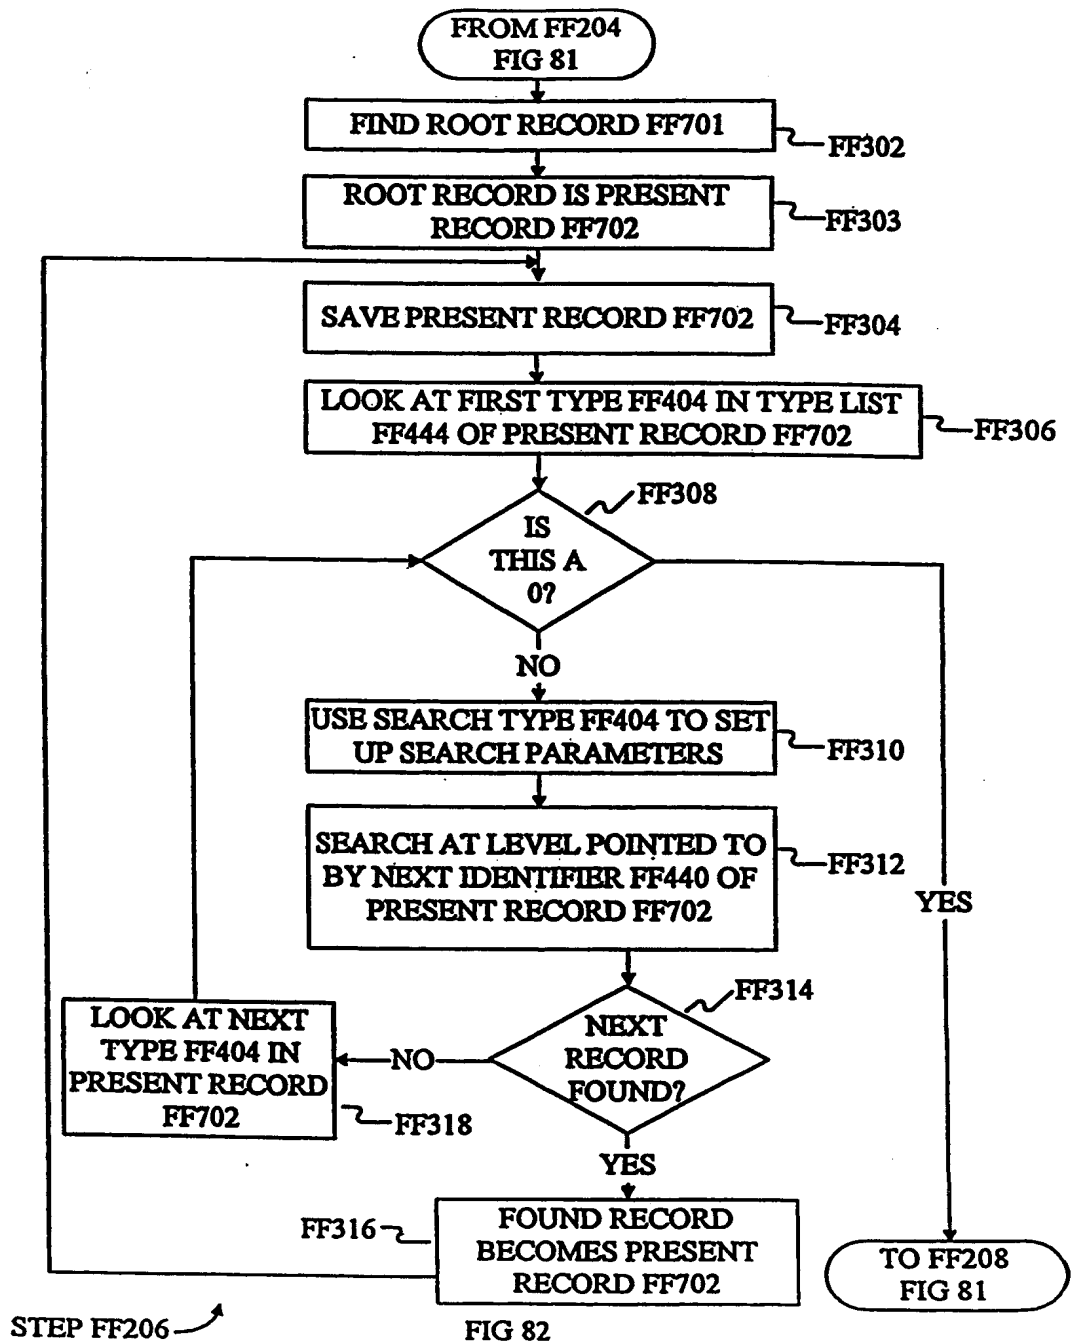 FROM FF204
FIG 81
FIND ROOT RECORD FF701
FF302
ROOT RECORD IS PRESENT
RECORD FF702
FF303
SAVE PRESENT RECORD FF702
FF304
LOOK AT FIRST TYPE FF404 IN TYPE LIST
FF444 OF PRESENT RECORD FF702
FF306
FF308
IS
THIS A
0?
NO
USE SEARCH TYPE FF404 TO SET
UP SEARCH PARAMETERS
FF310
SEARCH AT LEVEL POINTED TO
BY NEXT IDENTIFIER FF440 OF
PRESENT RECORD FF702
FF312
YES
FF314
NEXT
RECORD
FOUND?
NO
LOOK AT NEXT
TYPE FF404 IN
PRESENT RECORD
FF702
FF318
YES
FF316
FOUND RECORD
BECOMES PRESENT
RECORD FF702
TO FF208
FIG 81
STEP FF206
FIG 82